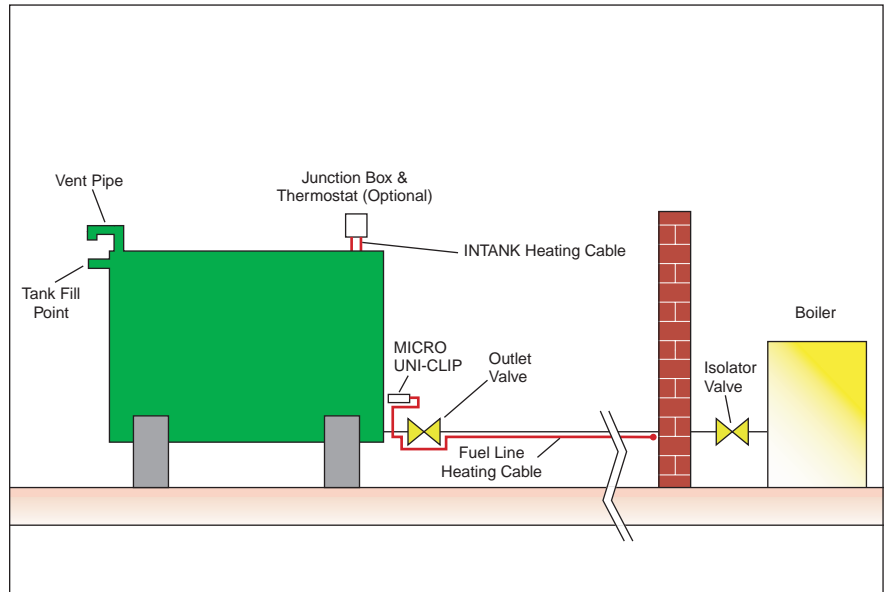 Vent Pipe
Junction Box &
Thermostat (Optional)
INTANK Heating Cable
Tank Fill
Point
MICRO
UNI-CLIP
Outlet
Valve
Fuel Line
Heating Cable
Isolator
Valve
Boiler